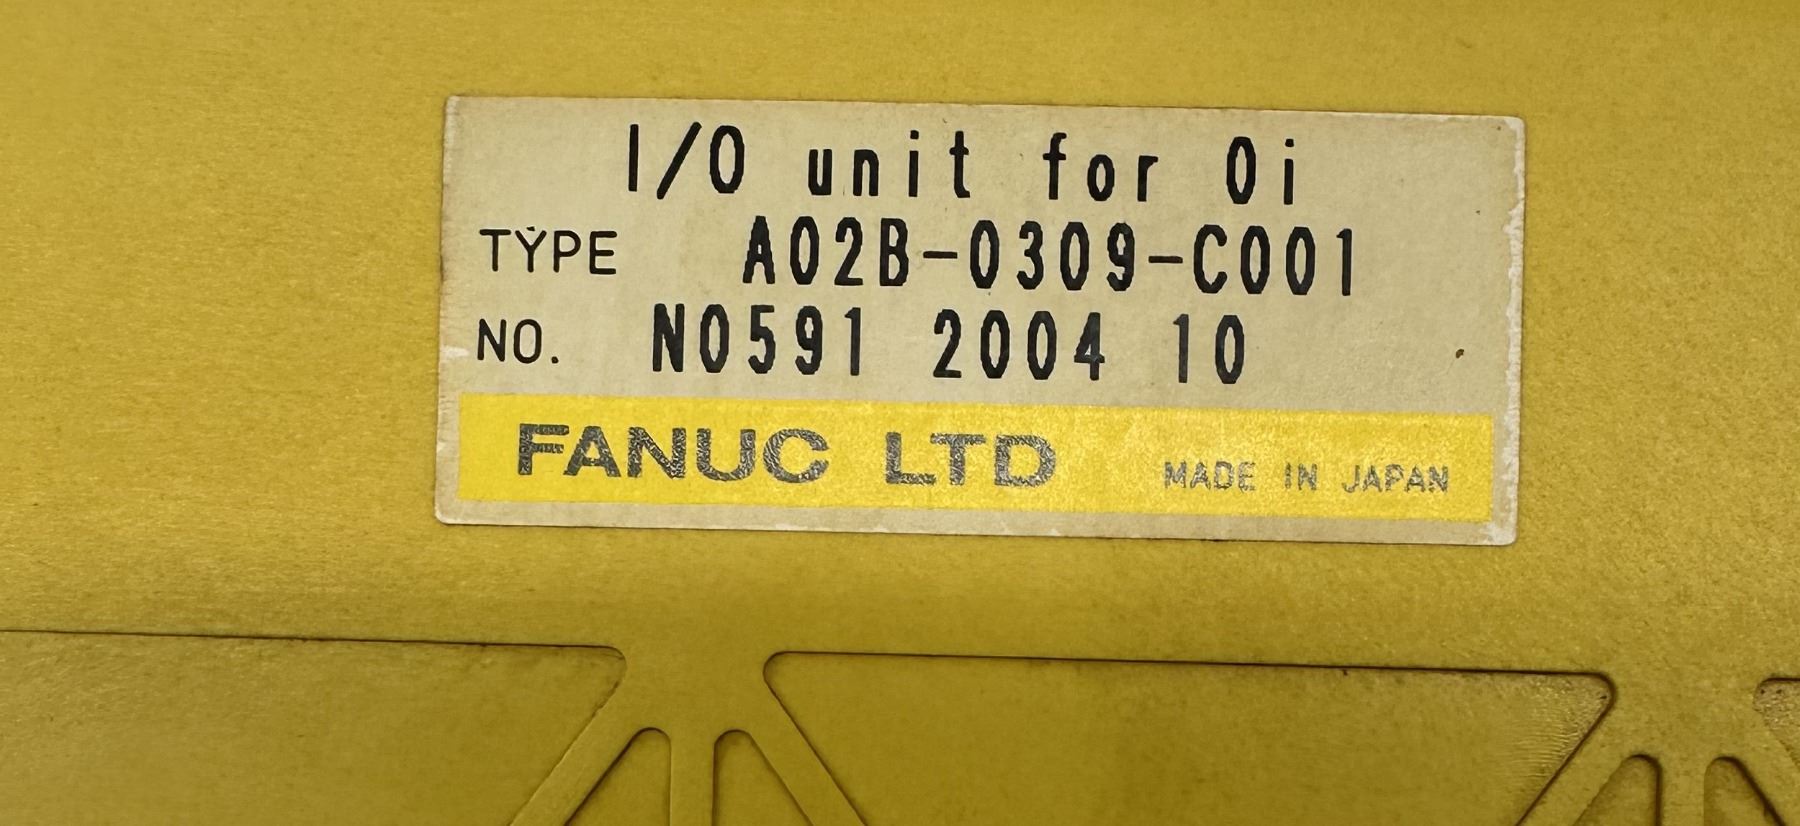 I/O unit for 0i
TYPE A02B-0309-C001
NO. N0591 2004 10
FANUC LTD MADE IN JAPAN